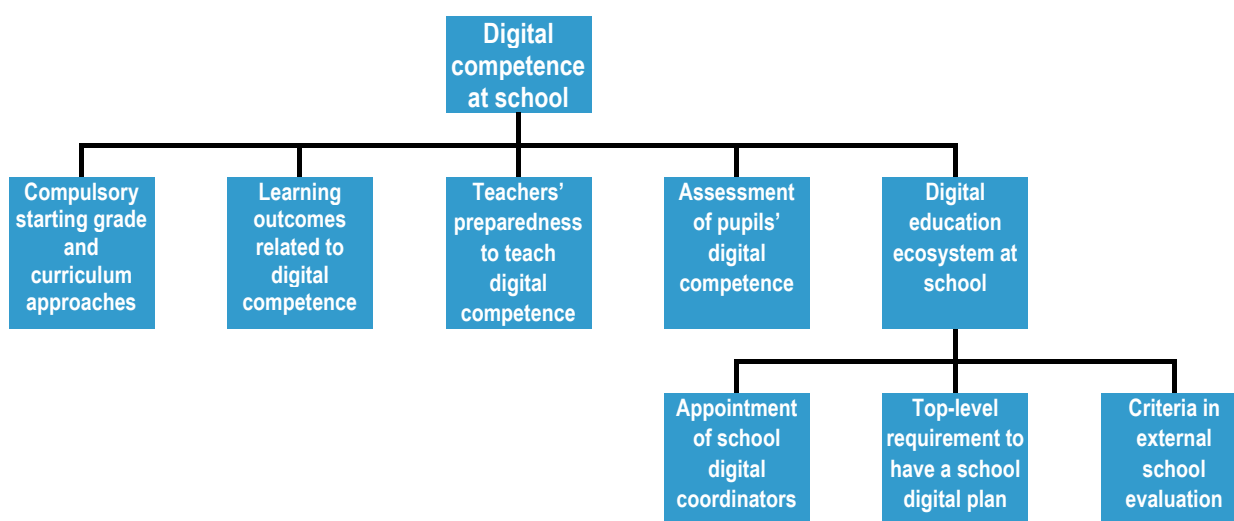 Digital
competence
at school
Compulsory
starting grade
and
curriculum
approaches
Learning
outcomes
related to
digital
competence
Teachers’
preparedness
to teach
digital
competence
Assessment
of pupils’
digital
competence
Digital
education
ecosystem at
school
Appointment
of school
digital
coordinators
Top-level
requirement to
have a school
digital plan
Criteria in
external
school
evaluation